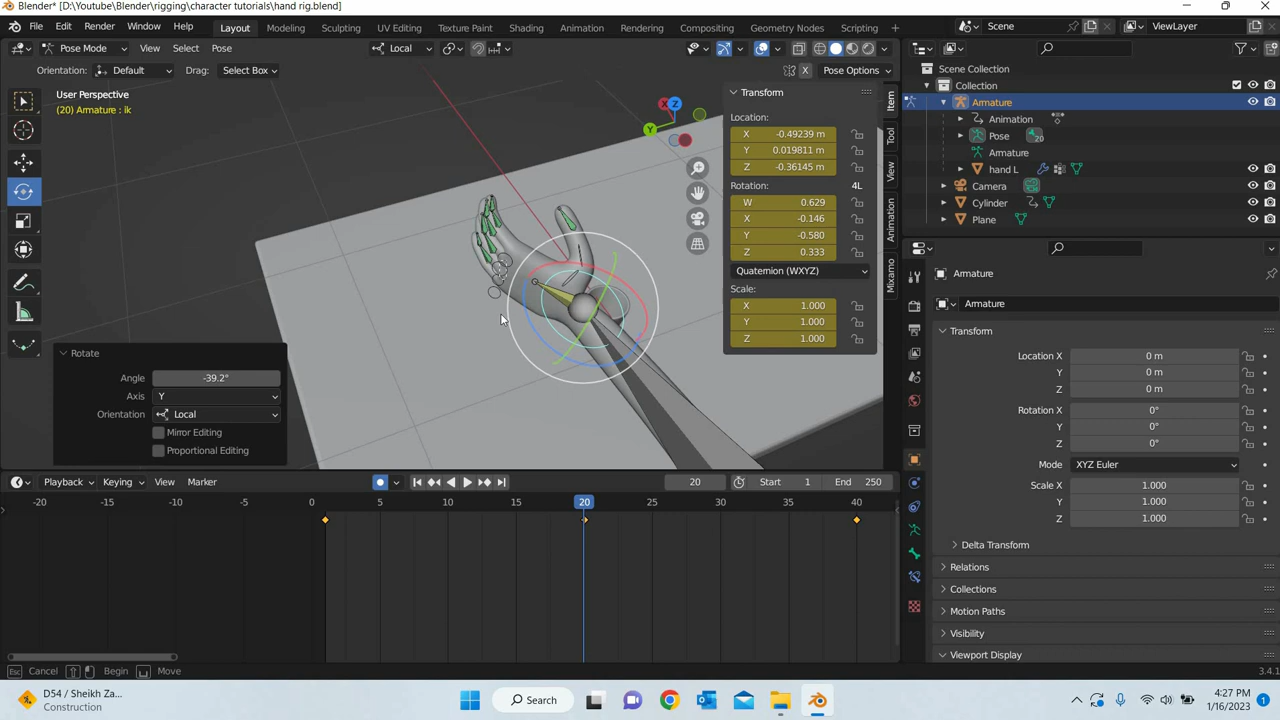 Blender* [D:\Youtube\Blender\rigging\character tutorials\hand rig.blend]
File Edit Render Window Help Layout Modeling Sculpting UV Editing Texture Paint Shading Animation Rendering Compositing Geometry Nodes Scripting Scene ViewLayer
Pose Mode View Select Pose Local
Orientation: Default Drag: Select Box X Pose Options
User Perspective
(20) Armature : ik
X
Z
Y
Transform
Location:
X -0.49239 m
Y 0.019811 m
Z -0.36145 m
Rotation: 4L
W 0.629
X -0.146
Y -0.580
Z 0.333
Quaternion (WXYZ)
Scale:
X 1.000
Y 1.000
Z 1.000
Item
Tool
View
Animation
Mixamo
Rotate
Angle -39.2°
Axis Y
Orientation Local
Mirror Editing
Proportional Editing
Scene Collection
Collection
Armature
Animation
Pose 20
Armature
hand L
Camera
Cylinder
Plane
Armature
Armature
Transform
Location X 0 m
Y 0 m
Z 0 m
Rotation X 0°
Y 0°
Z 0°
Mode XYZ Euler
Scale X 1.000
Y 1.000
Z 1.000
Delta Transform
Relations
Collections
Motion Paths
Visibility
Viewport Display
Playback Keying View Marker 20 Start 1 End 250
-20 -15 -10 -5 0 5 10 15 20 25 30 35 40
Esc Cancel Begin Move 3.4.1
D54 / Sheikh Za...
Construction
Search
4:27 PM
1/16/2023
1